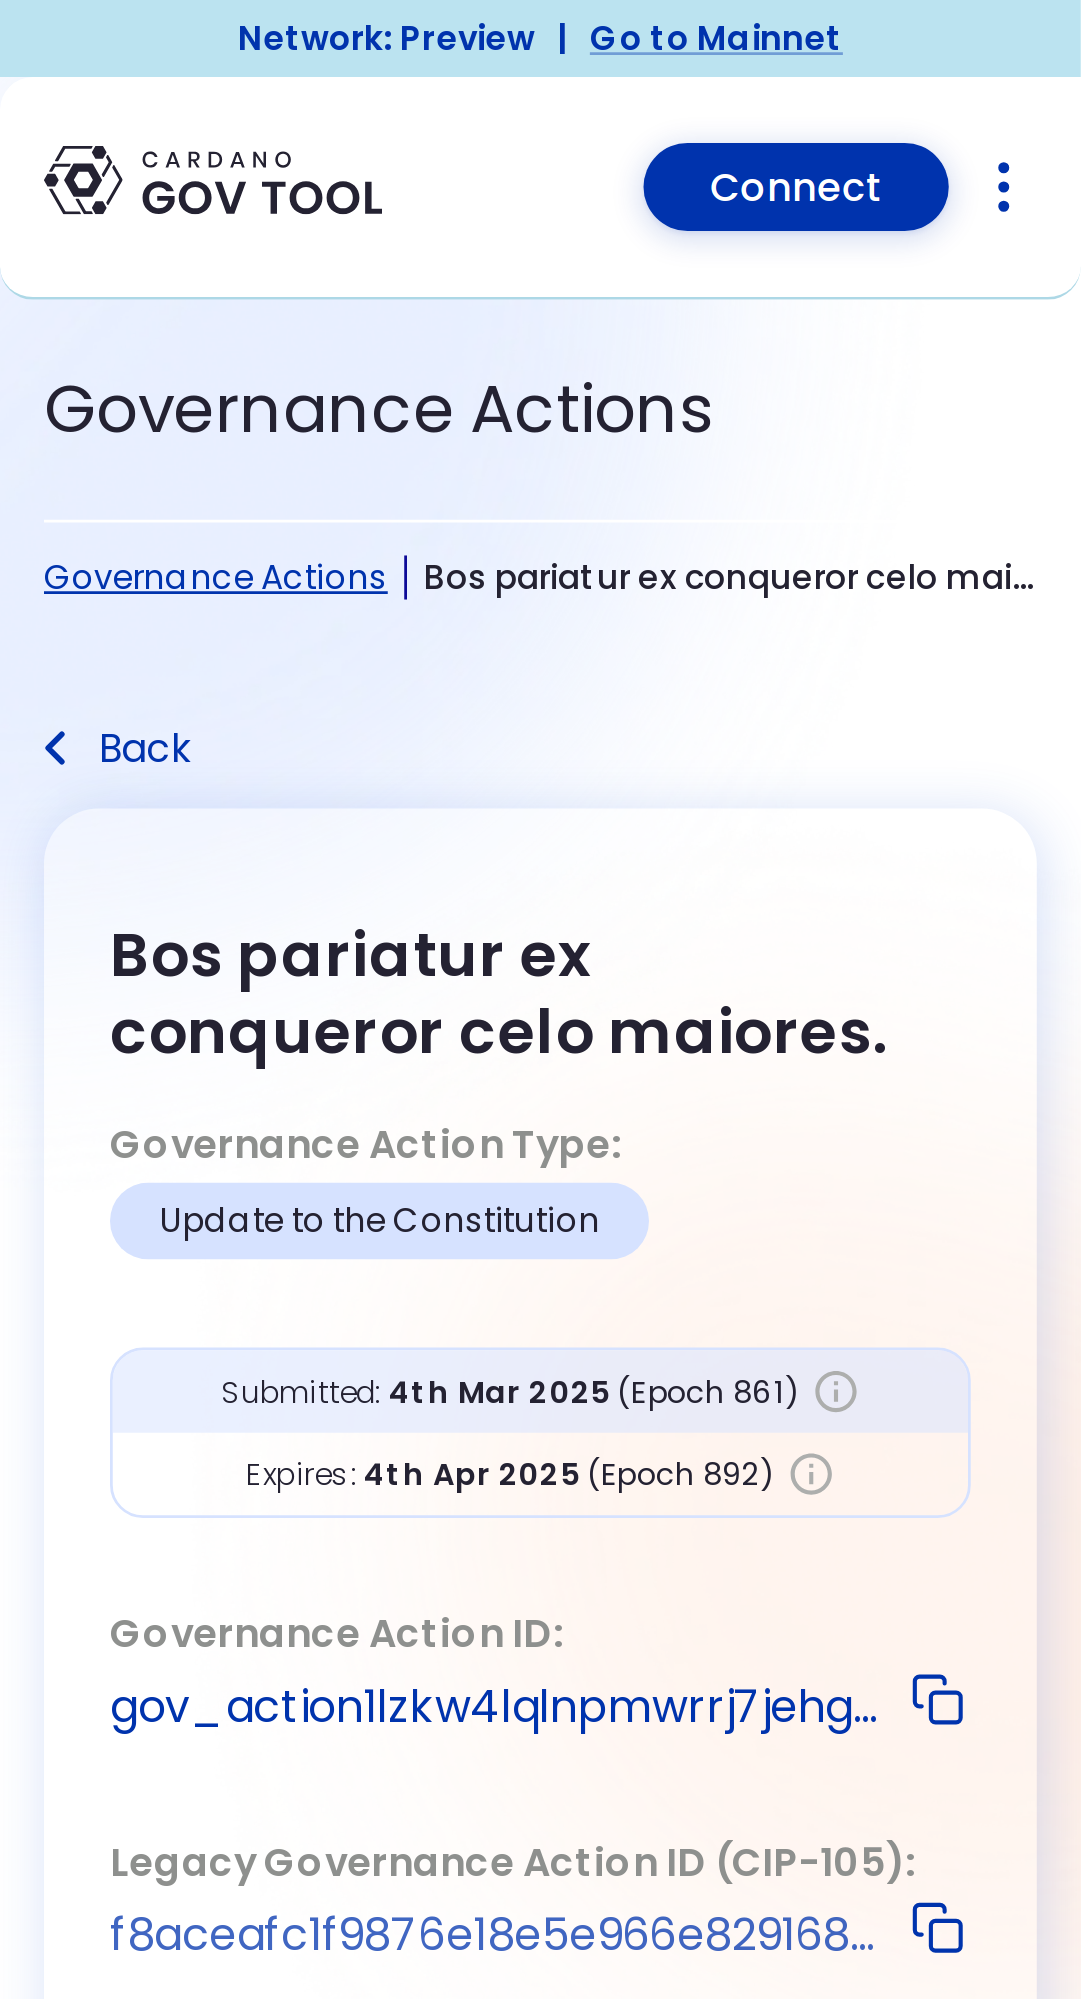 Network: Preview | Go to Mainnet
CARDANO
GOV TOOL
Connect
Governance Actions
Governance Actions | Bos pariatur ex conqueror celo mai...
Back
Bos pariatur ex
conqueror celo maiores.
Governance Action Type:
Update to the Constitution
Submitted: 4th Mar 2025 (Epoch 861)
Expires: 4th Apr 2025 (Epoch 892)
Governance Action ID:
gov_action1lzkw4lqlnpmwrrj7jehg...
Legacy Governance Action ID (CIP-105):
f8aceafc1f9876e18e5e966e829168...